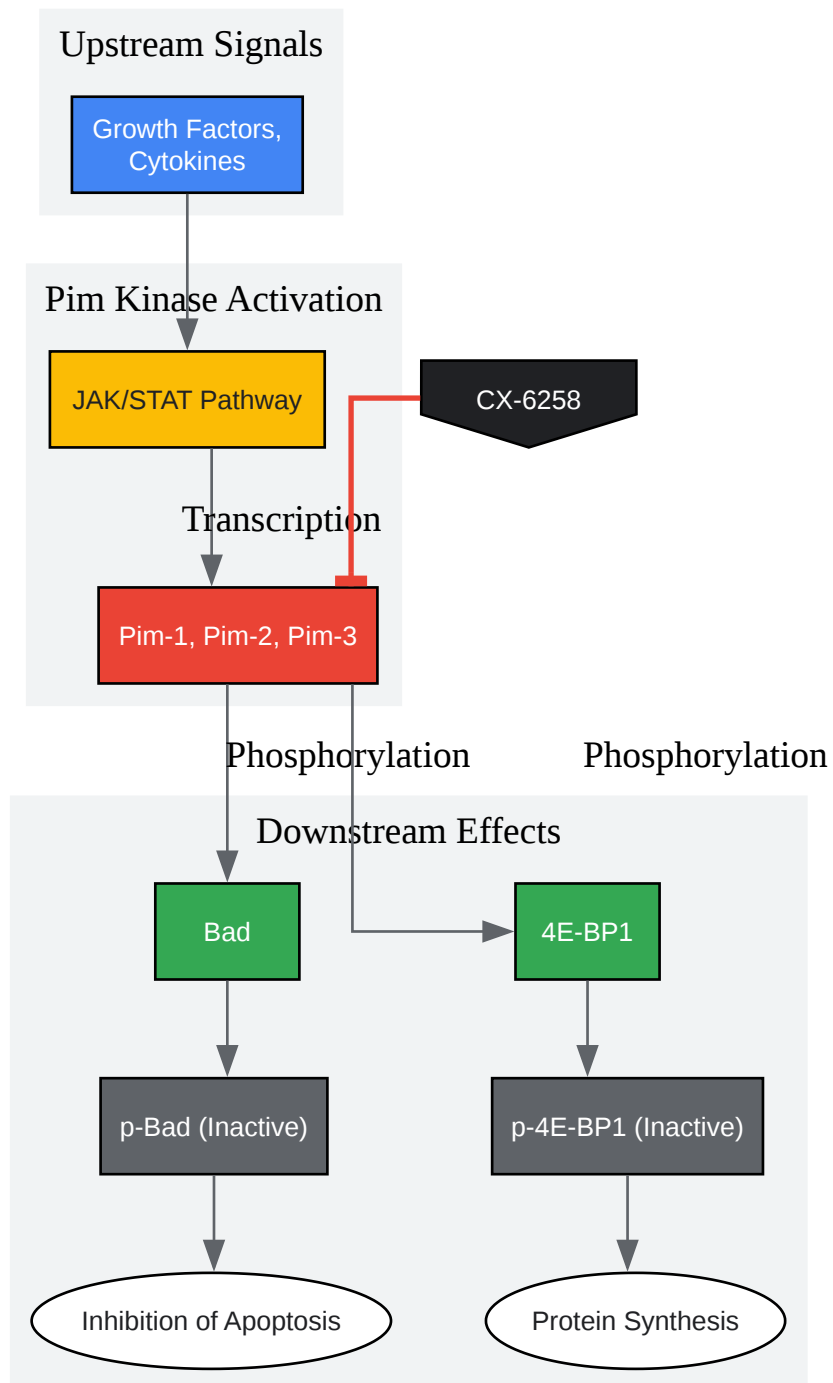 Upstream Signals
Growth Factors,
Cytokines
Pim Kinase Activation
JAK/STAT Pathway
CX-6258
Transcription
Pim-1, Pim-2, Pim-3
Phosphorylation
Phosphorylation
Downstream Effects
Bad
4E-BP1
p-Bad (Inactive)
p-4E-BP1 (Inactive)
Inhibition of Apoptosis
Protein Synthesis